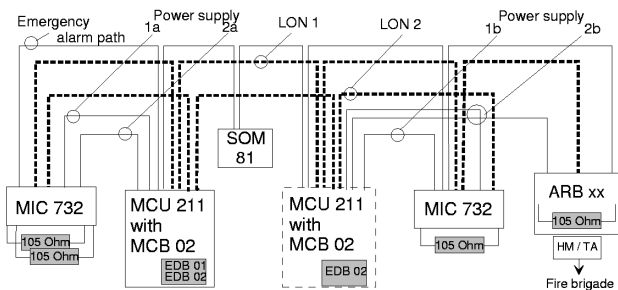 Emergency
alarm path
Power supply
1a
2a
LON 1
LON 2
Power supply
1b
2b
SOM
81
MIC 732
105 Ohm
105 Ohm
MCU 211
with
MCB 02
EDB 01
EDB 02
MCU 211
with
MCB 02
EDB 02
MIC 732
105 Ohm
ARB xx
105 Ohm
HM / TA
Fire brigade